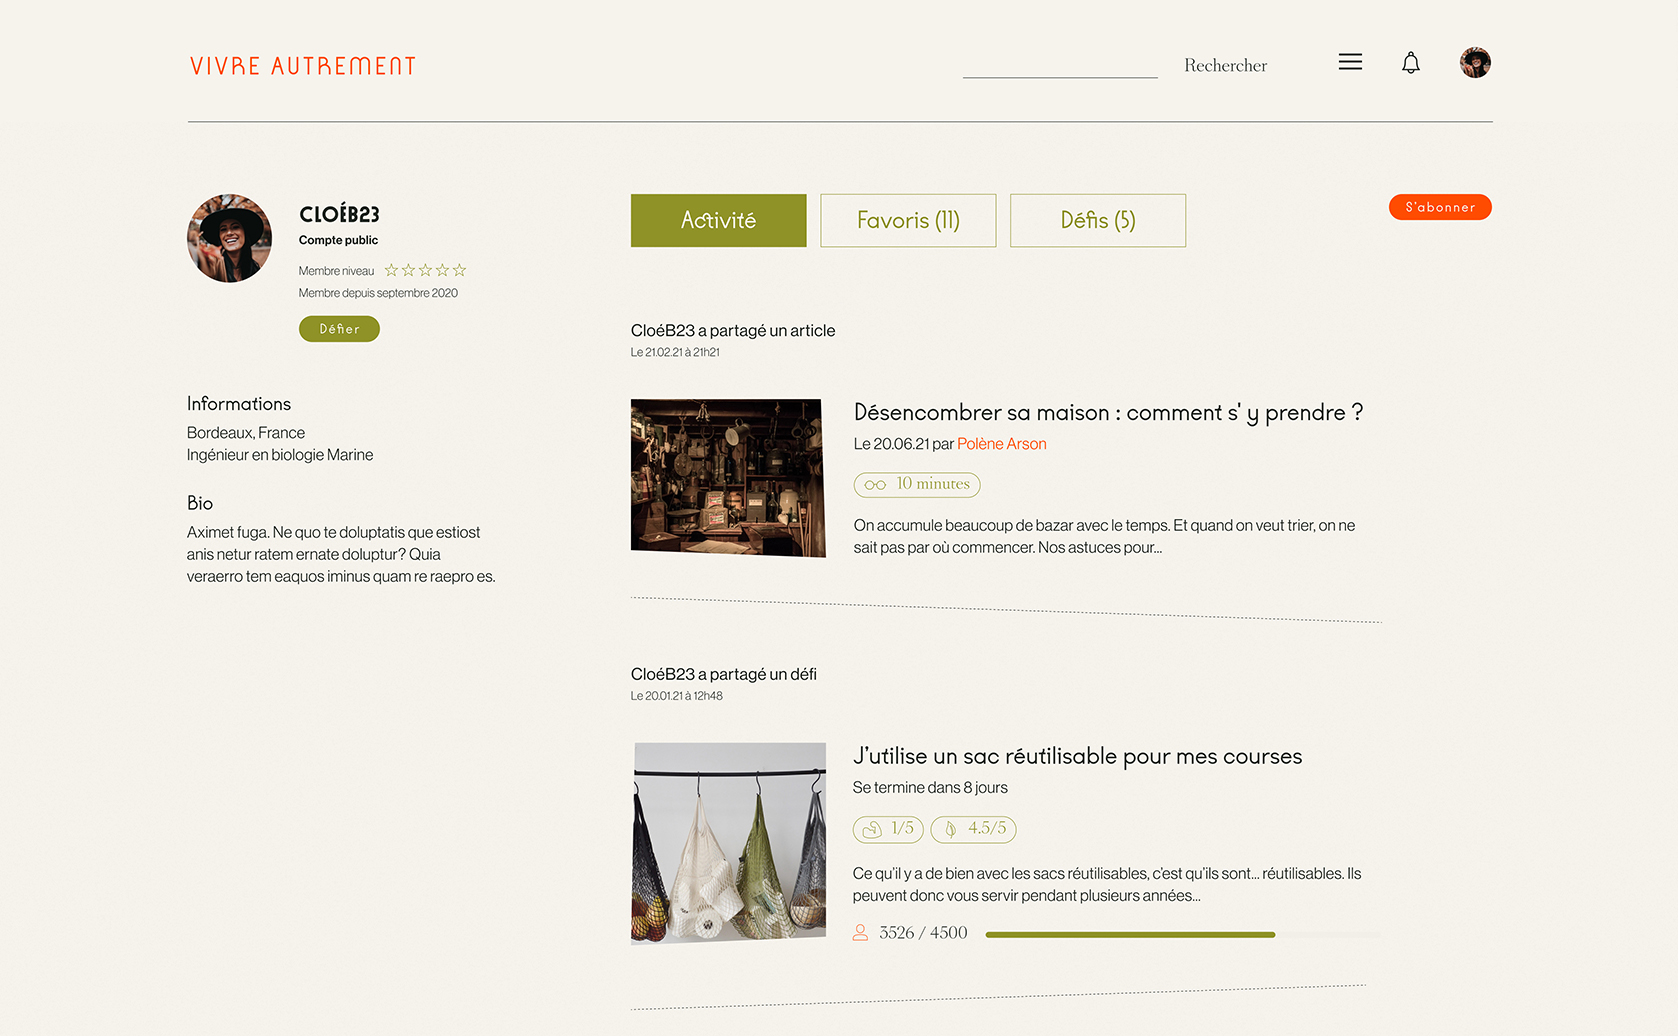 VIVRE AUTREMENT
Rechercher
CLOÉB23
Compte public
Membre niveau
Membre depuis septembre 2020
Défier
Informations
Bordeaux, France
Ingénieur en biologie Marine
Bio
Aximet fuga. Ne quo te doluptatis que estiost
anis netur ratem ernate doluptur? Quia
veraerro tem eaquos iminus quam re raepro es.
Activité
Favoris (11)
Défis (5)
S'abonner
CloéB23 a partagé un article
Le 21.02.21 à 21h21
Désencombrer sa maison : comment s' y prendre ?
Le 20.06.21 par Polène Arson
10 minutes
On accumule beaucoup de bazar avec le temps. Et quand on veut trier, on ne
sait pas par où commencer. Nos astuces pour...
CloéB23 a partagé un défi
Le 20.01.21 à 12h48
J'utilise un sac réutilisable pour mes courses
Se termine dans 8 jours
1/5
4.5/5
Ce qu'il y a de bien avec les sacs réutilisables, c'est qu'ils sont... réutilisables. Ils
peuvent donc vous servir pendant plusieurs années...
3526 / 4500